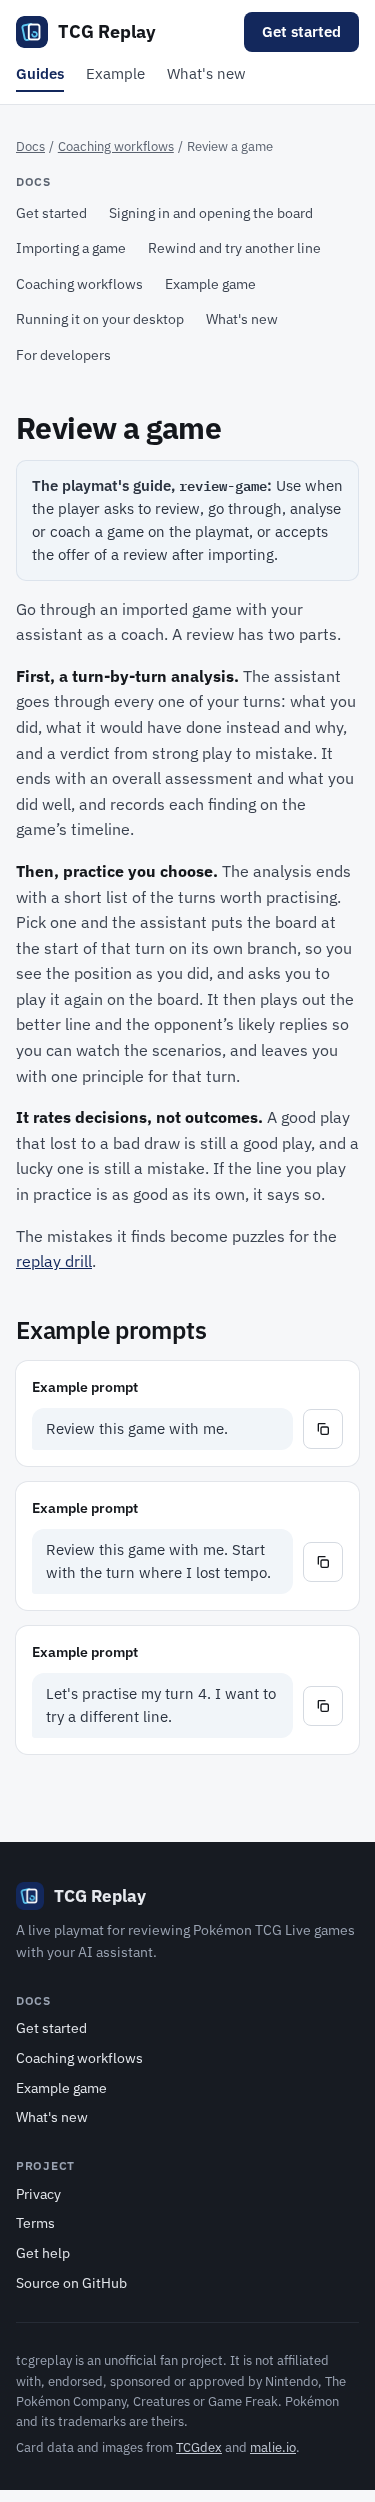 TCG Replay
Get started
Guides Example What's new
Docs / Coaching workflows / Review a game
DOCS
Get started Signing in and opening the board
Importing a game Rewind and try another line
Coaching workflows Example game
Running it on your desktop What's new
For developers
Review a game
The playmat's guide, review-game: Use when
the player asks to review, go through, analyse
or coach a game on the playmat, or accepts
the offer of a review after importing.
Go through an imported game with your
assistant as a coach. A review has two parts.
First, a turn-by-turn analysis. The assistant
goes through every one of your turns: what you
did, what it would have done instead and why,
and a verdict from strong play to mistake. It
ends with an overall assessment and what you
did well, and records each finding on the
game’s timeline.
Then, practice you choose. The analysis ends
with a short list of the turns worth practising.
Pick one and the assistant puts the board at
the start of that turn on its own branch, so you
see the position as you did, and asks you to
play it again on the board. It then plays out the
better line and the opponent’s likely replies so
you can watch the scenarios, and leaves you
with one principle for that turn.
It rates decisions, not outcomes. A good play
that lost to a bad draw is still a good play, and a
lucky one is still a mistake. If the line you play
in practice is as good as its own, it says so.
The mistakes it finds become puzzles for the
replay drill.
Example prompts
Example prompt
Review this game with me.
Example prompt
Review this game with me. Start
with the turn where I lost tempo.
Example prompt
Let's practise my turn 4. I want to
try a different line.
TCG Replay
A live playmat for reviewing Pokémon TCG Live games
with your AI assistant.
DOCS
Get started
Coaching workflows
Example game
What's new
PROJECT
Privacy
Terms
Get help
Source on GitHub
tcgreplay is an unofficial fan project. It is not affiliated
with, endorsed, sponsored or approved by Nintendo, The
Pokémon Company, Creatures or Game Freak. Pokémon
and its trademarks are theirs.
Card data and images from TCGdex and malie.io.